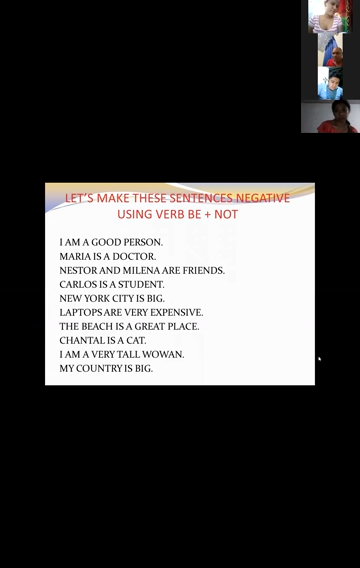 LET'S MAKE THESE SENTENCES NEGATIVE
USING VERB BE + NOT
I AM A GOOD PERSON.
MARIA IS A DOCTOR.
NESTOR AND MILENA ARE FRIENDS.
CARLOS IS A STUDENT.
NEW YORK CITY IS BIG.
LAPTOPS ARE VERY EXPENSIVE.
THE BEACH IS A GREAT PLACE.
CHANTAL IS A CAT.
I AM A VERY TALL WOWAN.
MY COUNTRY IS BIG.